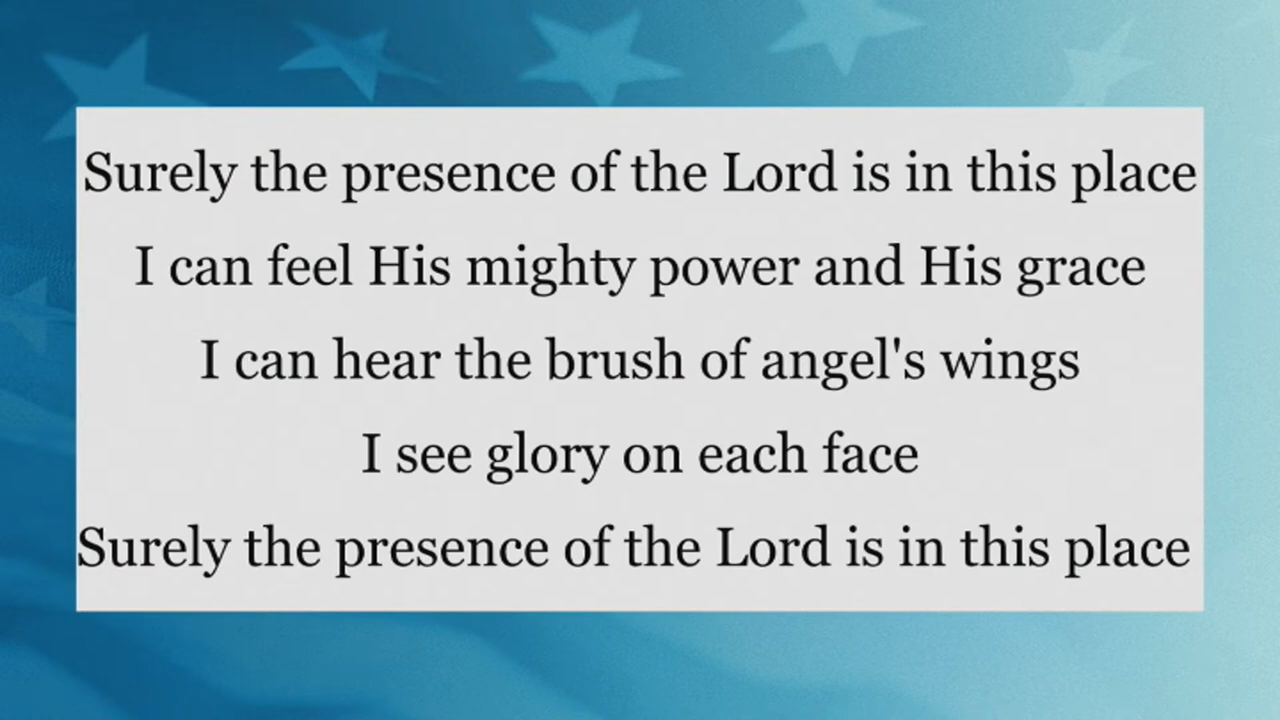 Surely the presence of the Lord is in this place
I can feel His mighty power and His grace
I can hear the brush of angel's wings
I see glory on each face
Surely the presence of the Lord is in this place